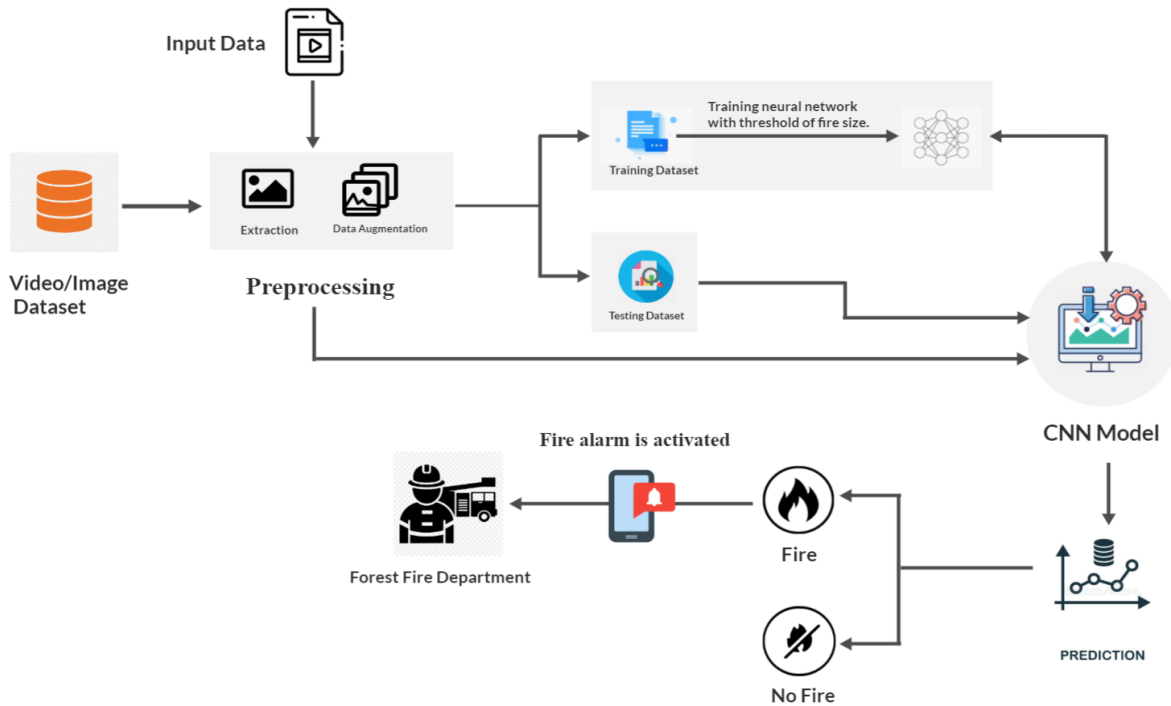 Input Data
Training neural network
with threshold of fire size.
Training Dataset
Extraction
Data Augmentation
Video/Image
Dataset
Preprocessing
Testing Dataset
CNN Model
Fire alarm is activated
Fire
Forest Fire Department
PREDICTION
No Fire